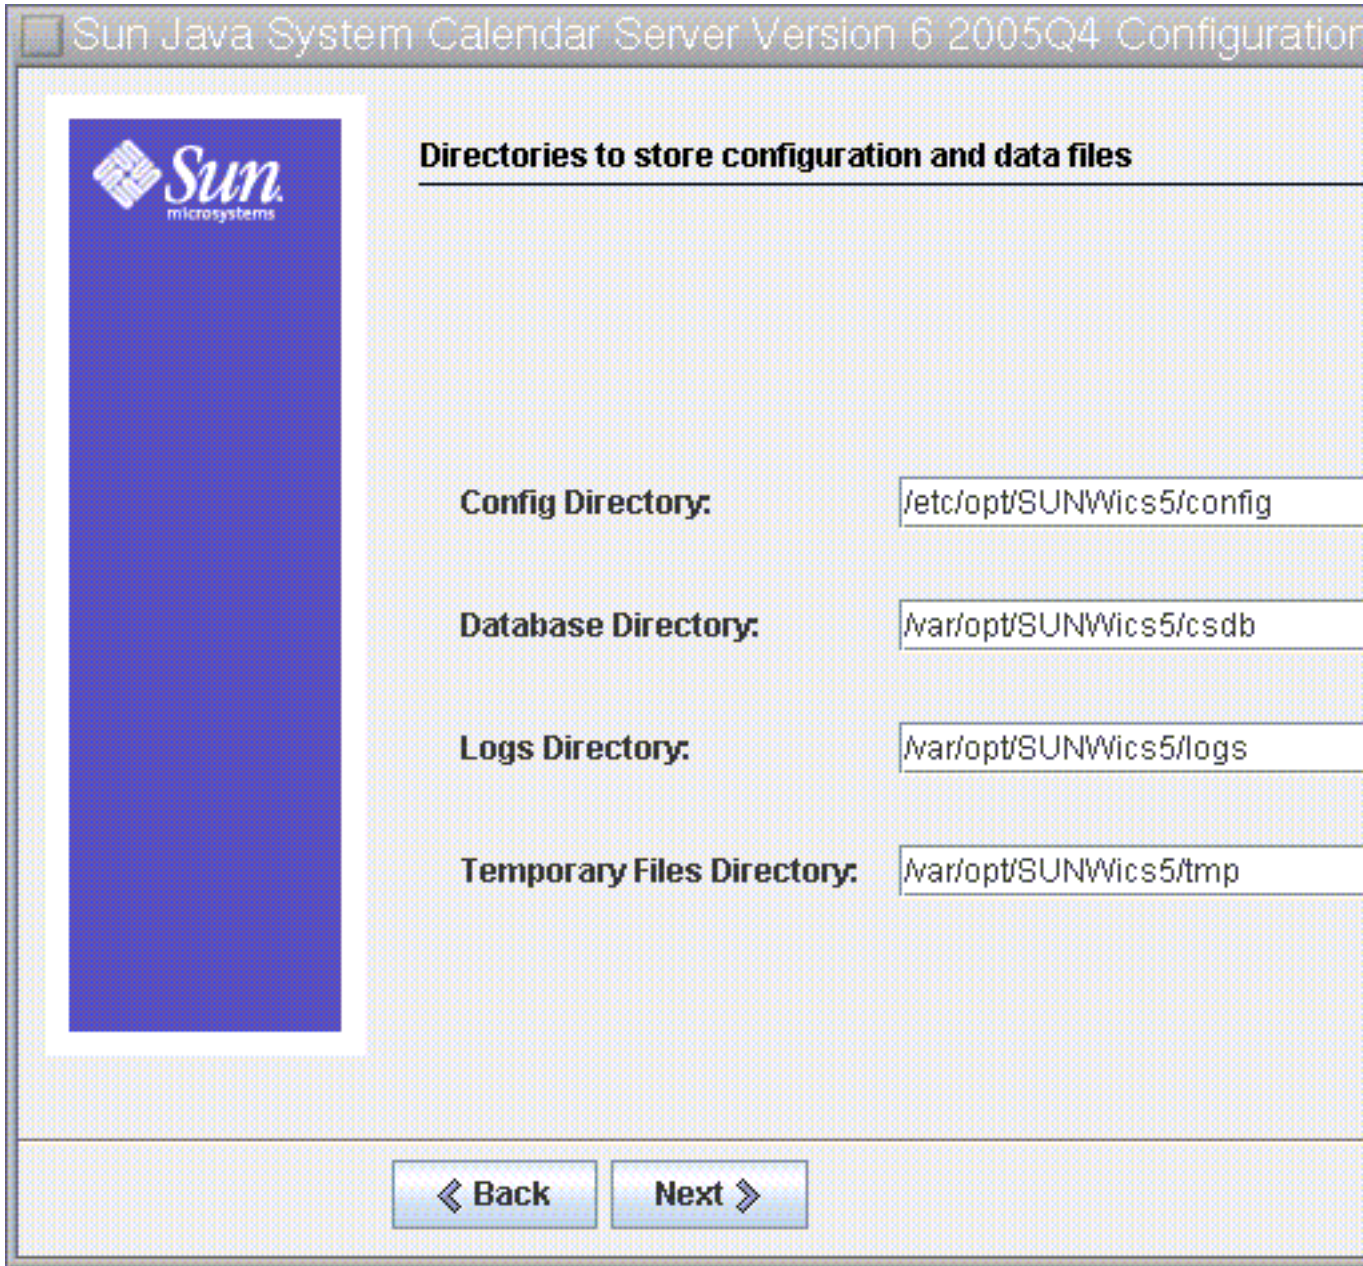 Sun Java System Calendar Server Version 6 2005Q4 Configuration
Sun
microsystems
Directories to store configuration and data files
Config Directory: /etc/opt/SUNWics5/config
Database Directory: /var/opt/SUNWics5/csdb
Logs Directory: /var/opt/SUNWics5/logs
Temporary Files Directory: /var/opt/SUNWics5/tmp
Back Next